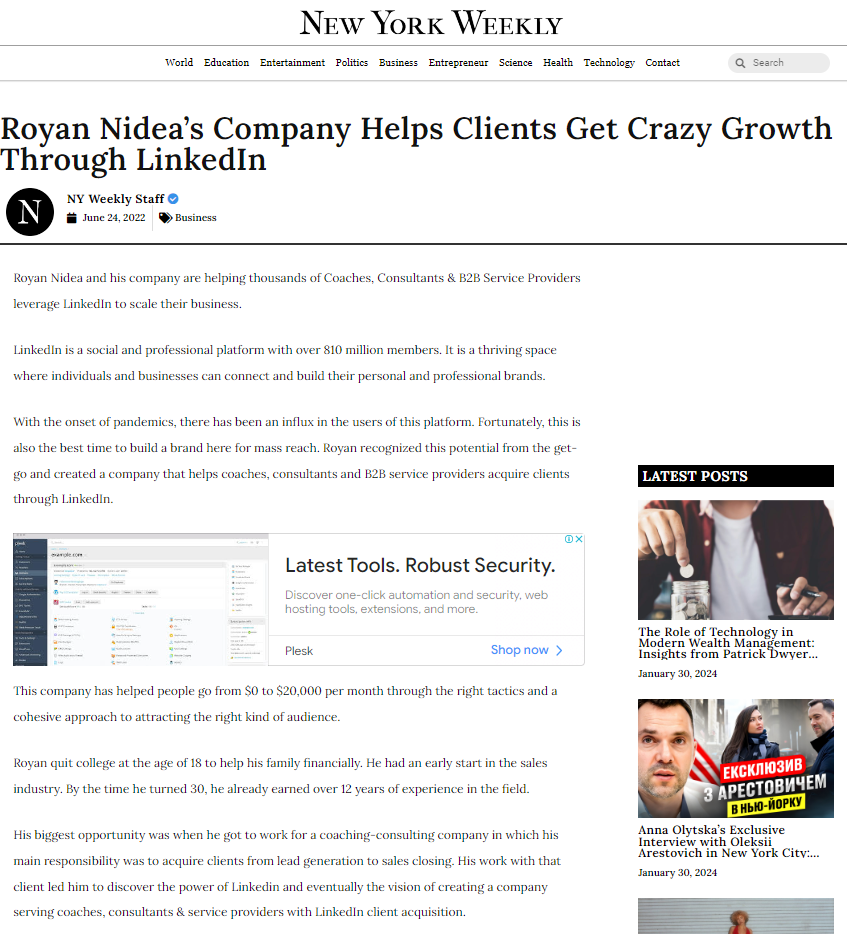 NEW YORK WEEKLY
World Education Entertainment Politics Business Entrepreneur Science Health Technology Contact
Search
Royan Nidea's Company Helps Clients Get Crazy Growth
Through LinkedIn
N
NY Weekly Staff
June 24, 2022
Business
Royan Nidea and his company are helping thousands of Coaches, Consultants & B2B Service Providers
leverage LinkedIn to scale their business.
LinkedIn is a social and professional platform with over 810 million members. It is a thriving space
where individuals and businesses can connect and build their personal and professional brands.
With the onset of pandemics, there has been an influx in the users of this platform. Fortunately, this is
also the best time to build a brand here for mass reach. Royan recognized this potential from the get-
go and created a company that helps coaches, consultants and B2B service providers acquire clients
through LinkedIn.
plesk
example.com
Latest Tools. Robust Security.
Discover one-click automation and security, web
hosting tools, extensions, and more.
Plesk
Shop now
This company has helped people go from $0 to $20,000 per month through the right tactics and a
cohesive approach to attracting the right kind of audience.
Royan quit college at the age of 18 to help his family financially. He had an early start in the sales
industry. By the time he turned 30, he already earned over 12 years of experience in the field.
His biggest opportunity was when he got to work for a coaching-consulting company in which his
main responsibility was to acquire clients from lead generation to sales closing. His work with that
client led him to discover the power of Linkedin and eventually the vision of creating a company
serving coaches, consultants & service providers with LinkedIn client acquisition.
LATEST POSTS
The Role of Technology in
Modern Wealth Management:
Insights from Patrick Dwyer...
January 30, 2024
ЕКСКЛЮЗИВ
З АРЕСТОВИЧЕМ
В НЬЮ-ЙОРКУ
Anna Olytska's Exclusive
Interview with Oleksii
Arestovich in New York City:...
January 30, 2024